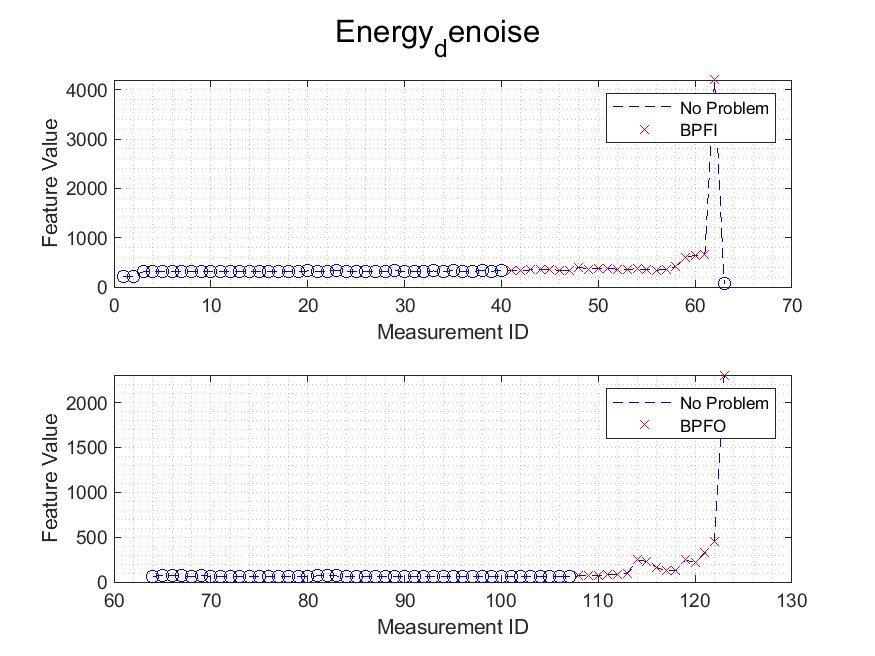 Energy_denoise
4000
3000
2000
1000
0
Feature Value
No Problem
BPFI
0 10 20 30 40 50 60 70
Measurement ID
2000
1500
1000
500
0
Feature Value
No Problem
BPFO
60 70 80 90 100 110 120 130
Measurement ID